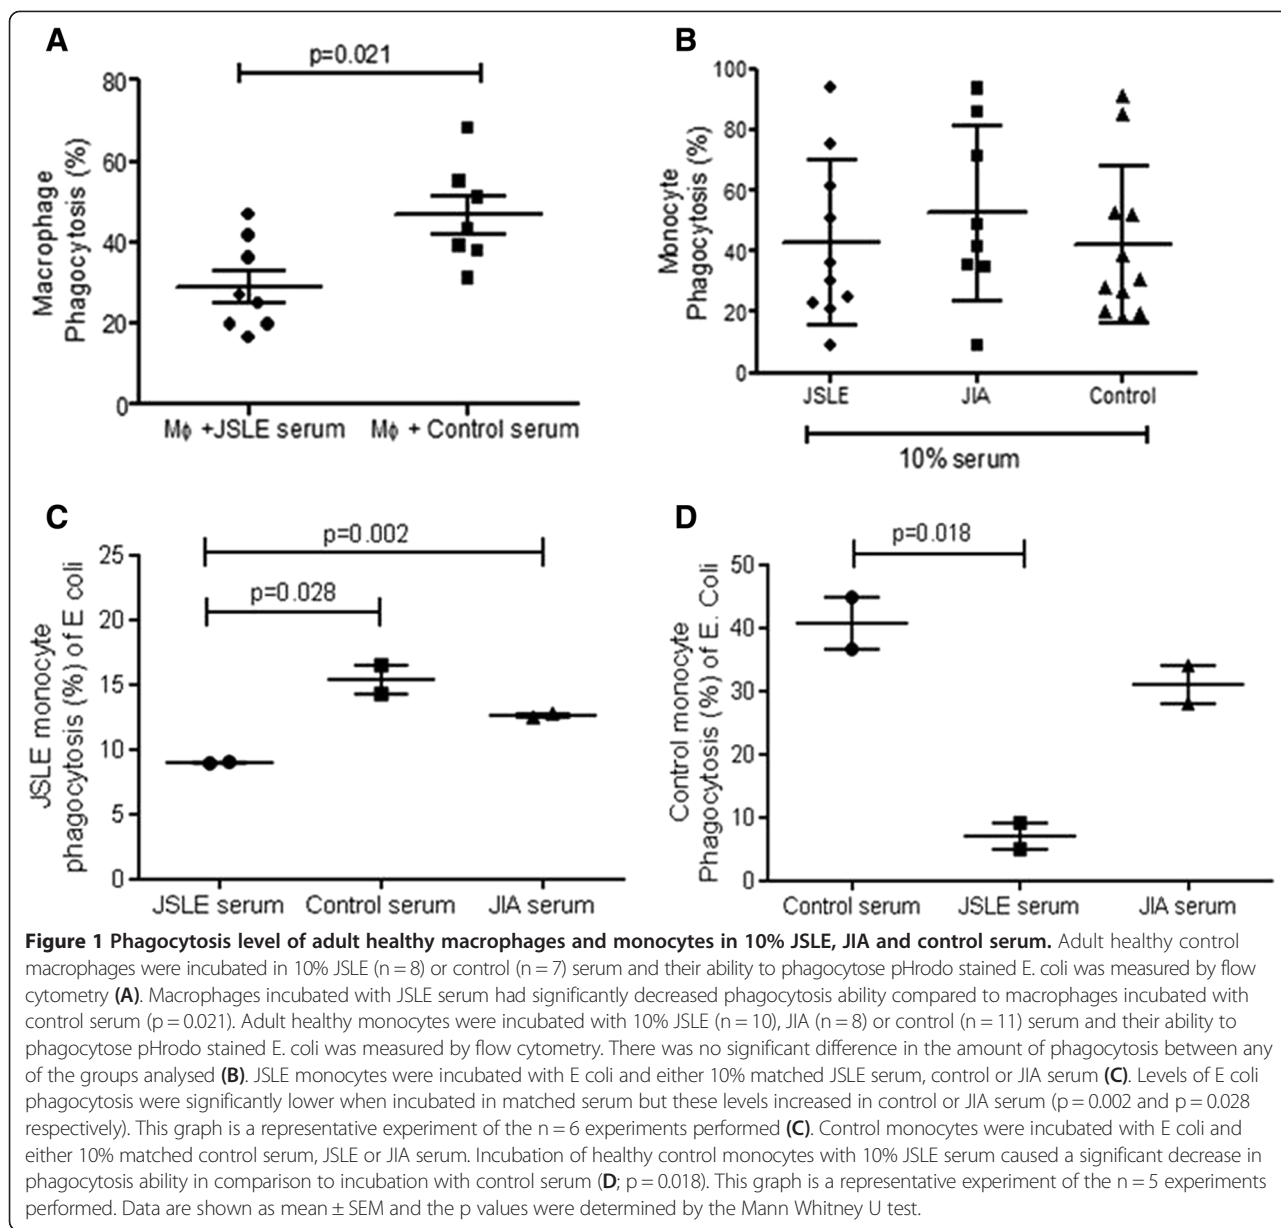 A
p=0.021
Macrophage
Phagocytosis (%)
80
60
40
20
0
Mϕ +JSLE serum
Mϕ + Control serum
B
Monocyte
Phagocytosis (%)
100
80
60
40
20
0
JSLE
JIA
Control
10% serum
C
p=0.002
p=0.028
JSLE monocyte
phagocytosis (%) of E coli
25
20
15
10
5
0
JSLE serum
Control serum
JIA serum
D
p=0.018
Control monocyte
Phagocytosis (%) of E. Coli
50
40
30
20
10
0
Control serum
JSLE serum
JIA serum
Figure 1 Phagocytosis level of adult healthy macrophages and monocytes in 10% JSLE, JIA and control serum. Adult healthy control
macrophages were incubated in 10% JSLE (n = 8) or control (n = 7) serum and their ability to phagocytose pHrodo stained E. coli was measured by flow
cytometry (A). Macrophages incubated with JSLE serum had significantly decreased phagocytosis ability compared to macrophages incubated with
control serum (p = 0.021). Adult healthy monocytes were incubated with 10% JSLE (n = 10), JIA (n = 8) or control (n = 11) serum and their ability to
phagocytose pHrodo stained E. coli was measured by flow cytometry. There was no significant difference in the amount of phagocytosis between any
of the groups analysed (B). JSLE monocytes were incubated with E coli and either 10% matched JSLE serum, control or JIA serum (C). Levels of E coli
phagocytosis were significantly lower when incubated in matched serum but these levels increased in control or JIA serum (p = 0.002 and p = 0.028
respectively). This graph is a representative experiment of the n = 6 experiments performed (C). Control monocytes were incubated with E coli and
either 10% matched control serum, JSLE or JIA serum. Incubation of healthy control monocytes with 10% JSLE serum caused a significant decrease in
phagocytosis ability in comparison to incubation with control serum (D; p = 0.018). This graph is a representative experiment of the n = 5 experiments
performed. Data are shown as mean ± SEM and the p values were determined by the Mann Whitney U test.